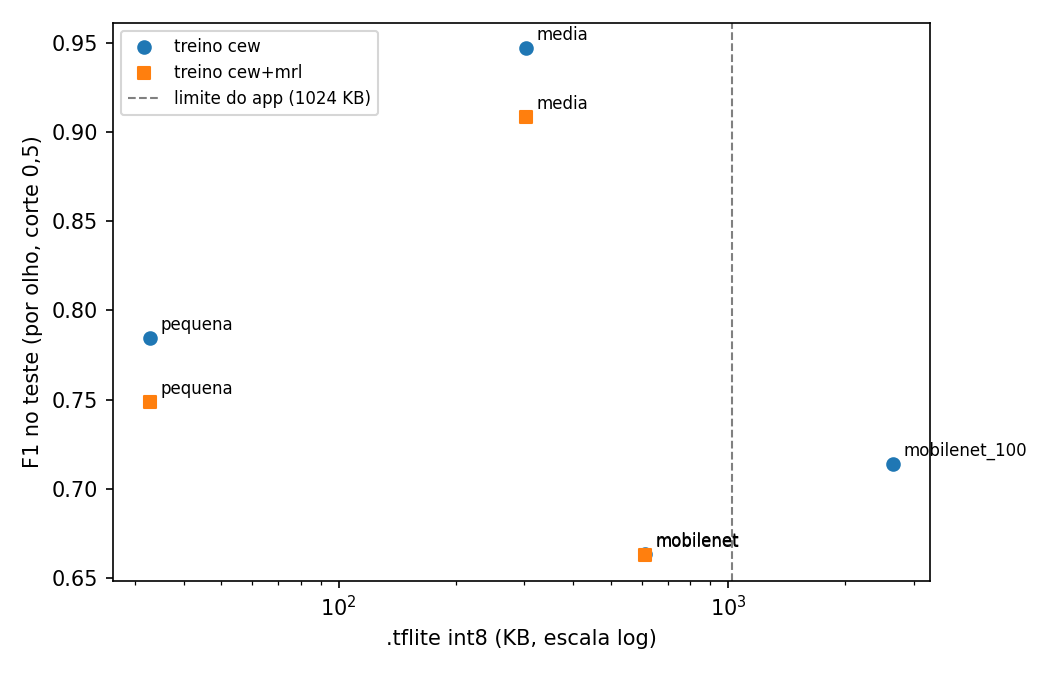 treino cew
treino cew+mrl
limite do app (1024 KB)
media
media
pequena
pequena
mobilenet_100
mobilenet
mobilenet
0.95
0.90
0.85
0.80
0.75
0.70
0.65
F1 no teste (por olho, corte 0,5)
10²
10³
.tflite int8 (KB, escala log)